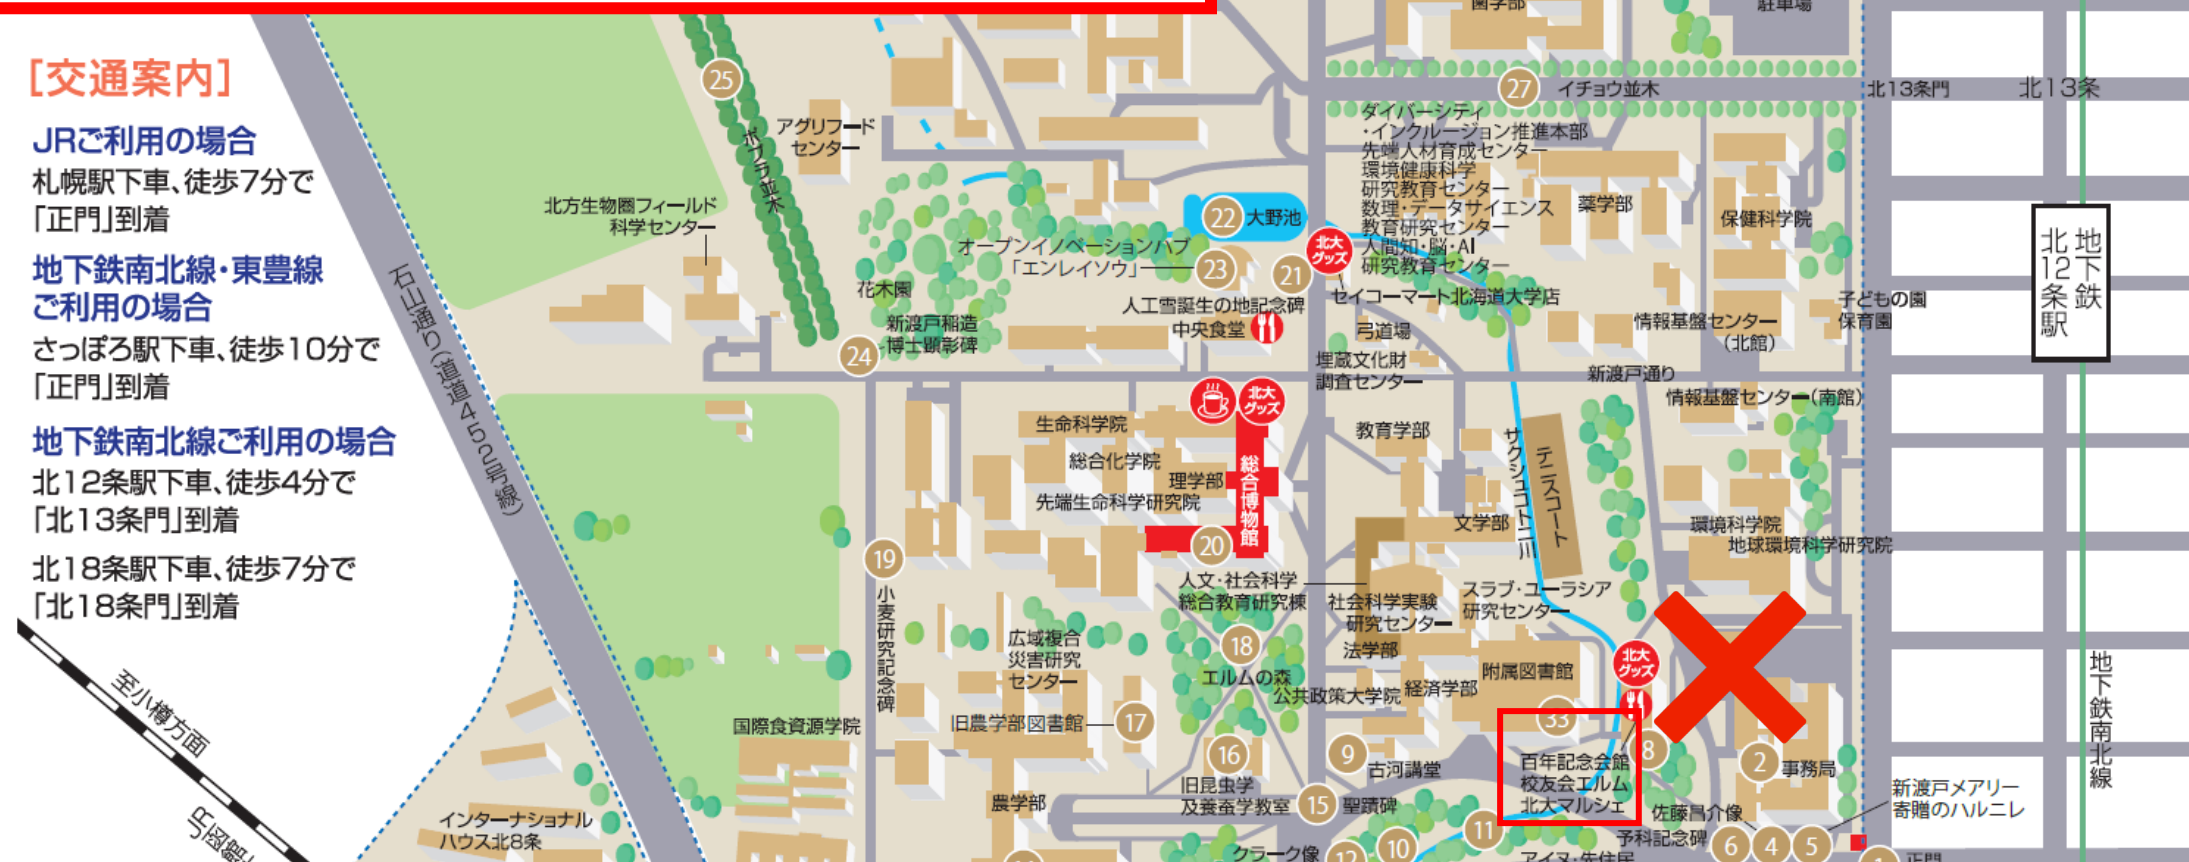 [交通案内]
JRご利用の場合
札幌駅下車、徒歩7分で
「正門」到着
地下鉄南北線・東豊線
ご利用の場合
さっぽろ駅下車、徒歩10分で
「正門」到着
地下鉄南北線ご利用の場合
北12条駅下車、徒歩4分で
「北13条門」到着
北18条駅下車、徒歩7分で
「北18条門」到着
至小樽方面
石山通り(道道452号線)
インターナショナル
ハウス北8条
25
ポプラ並木
アグリフード
センター
北方生物圏フィールド
科学センター
花木園
新渡戸稲造
博士顕彰碑
24
22
大野池
オープンイノベーションハブ
「エンレイソウ」
23
21
北大
グッズ
人工雪誕生の地記念碑
中央食堂
セイコーマート北海道大学店
歯学部
駐車場
27
イチョウ並木
北13条門
北13条
ダイバーシティ
・インクルージョン推進本部
先端人材育成センター
環境健康科学
研究教育センター
数理・データサイエンス
教育研究センター
人間知・脳・AI
研究教育センター
薬学部
保健科学院
地下鉄
北12条駅
子どもの園
保育園
情報基盤センター
(北館)
弓道場
埋蔵文化財
調査センター
新渡戸通り
情報基盤センター(南館)
北大
グッズ
生命科学院
総合化学院
理学部
先端生命科学研究院
総合博物館
20
19
小麦研究記念碑
教育学部
文学部
サクシュコトニ川
テニスコート
環境科学院
地球環境科学研究院
人文・社会科学
総合教育研究棟
社会科学実験
研究センター
スラブ・ユーラシア
研究センター
法学部
18
エルムの森
公共政策大学院
経済学部
附属図書館
北大
グッズ
33
広域複合
災害研究
センター
旧農学部図書館
17
国際食資源学院
農学部
16
旧昆虫学
及養蚕学教室
15
聖蹟碑
9
古河講堂
百年記念会館
校友会エルム
北大マルシェ
8
2
事務局
地下鉄南北線
新渡戸メアリー
寄贈のハルニレ
佐藤昌介像
予科記念碑
6
4
5
11
10
12
クラーク像
アイヌ・先住民
1
正門